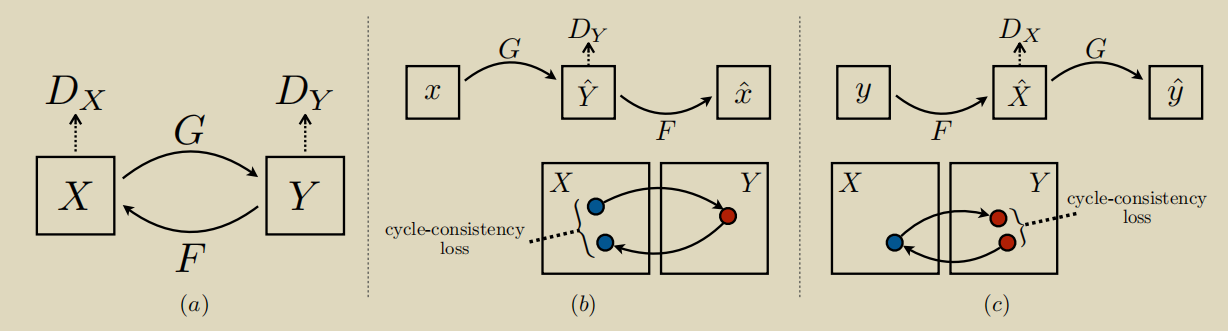 D_X
D_Y
G
X
Y
F
(a)
D_Y
G
x
Ŷ
x̂
F
X
Y
cycle-consistency
loss
(b)
D_X
G
y
X̂
ŷ
F
X
Y
cycle-consistency
loss
(c)